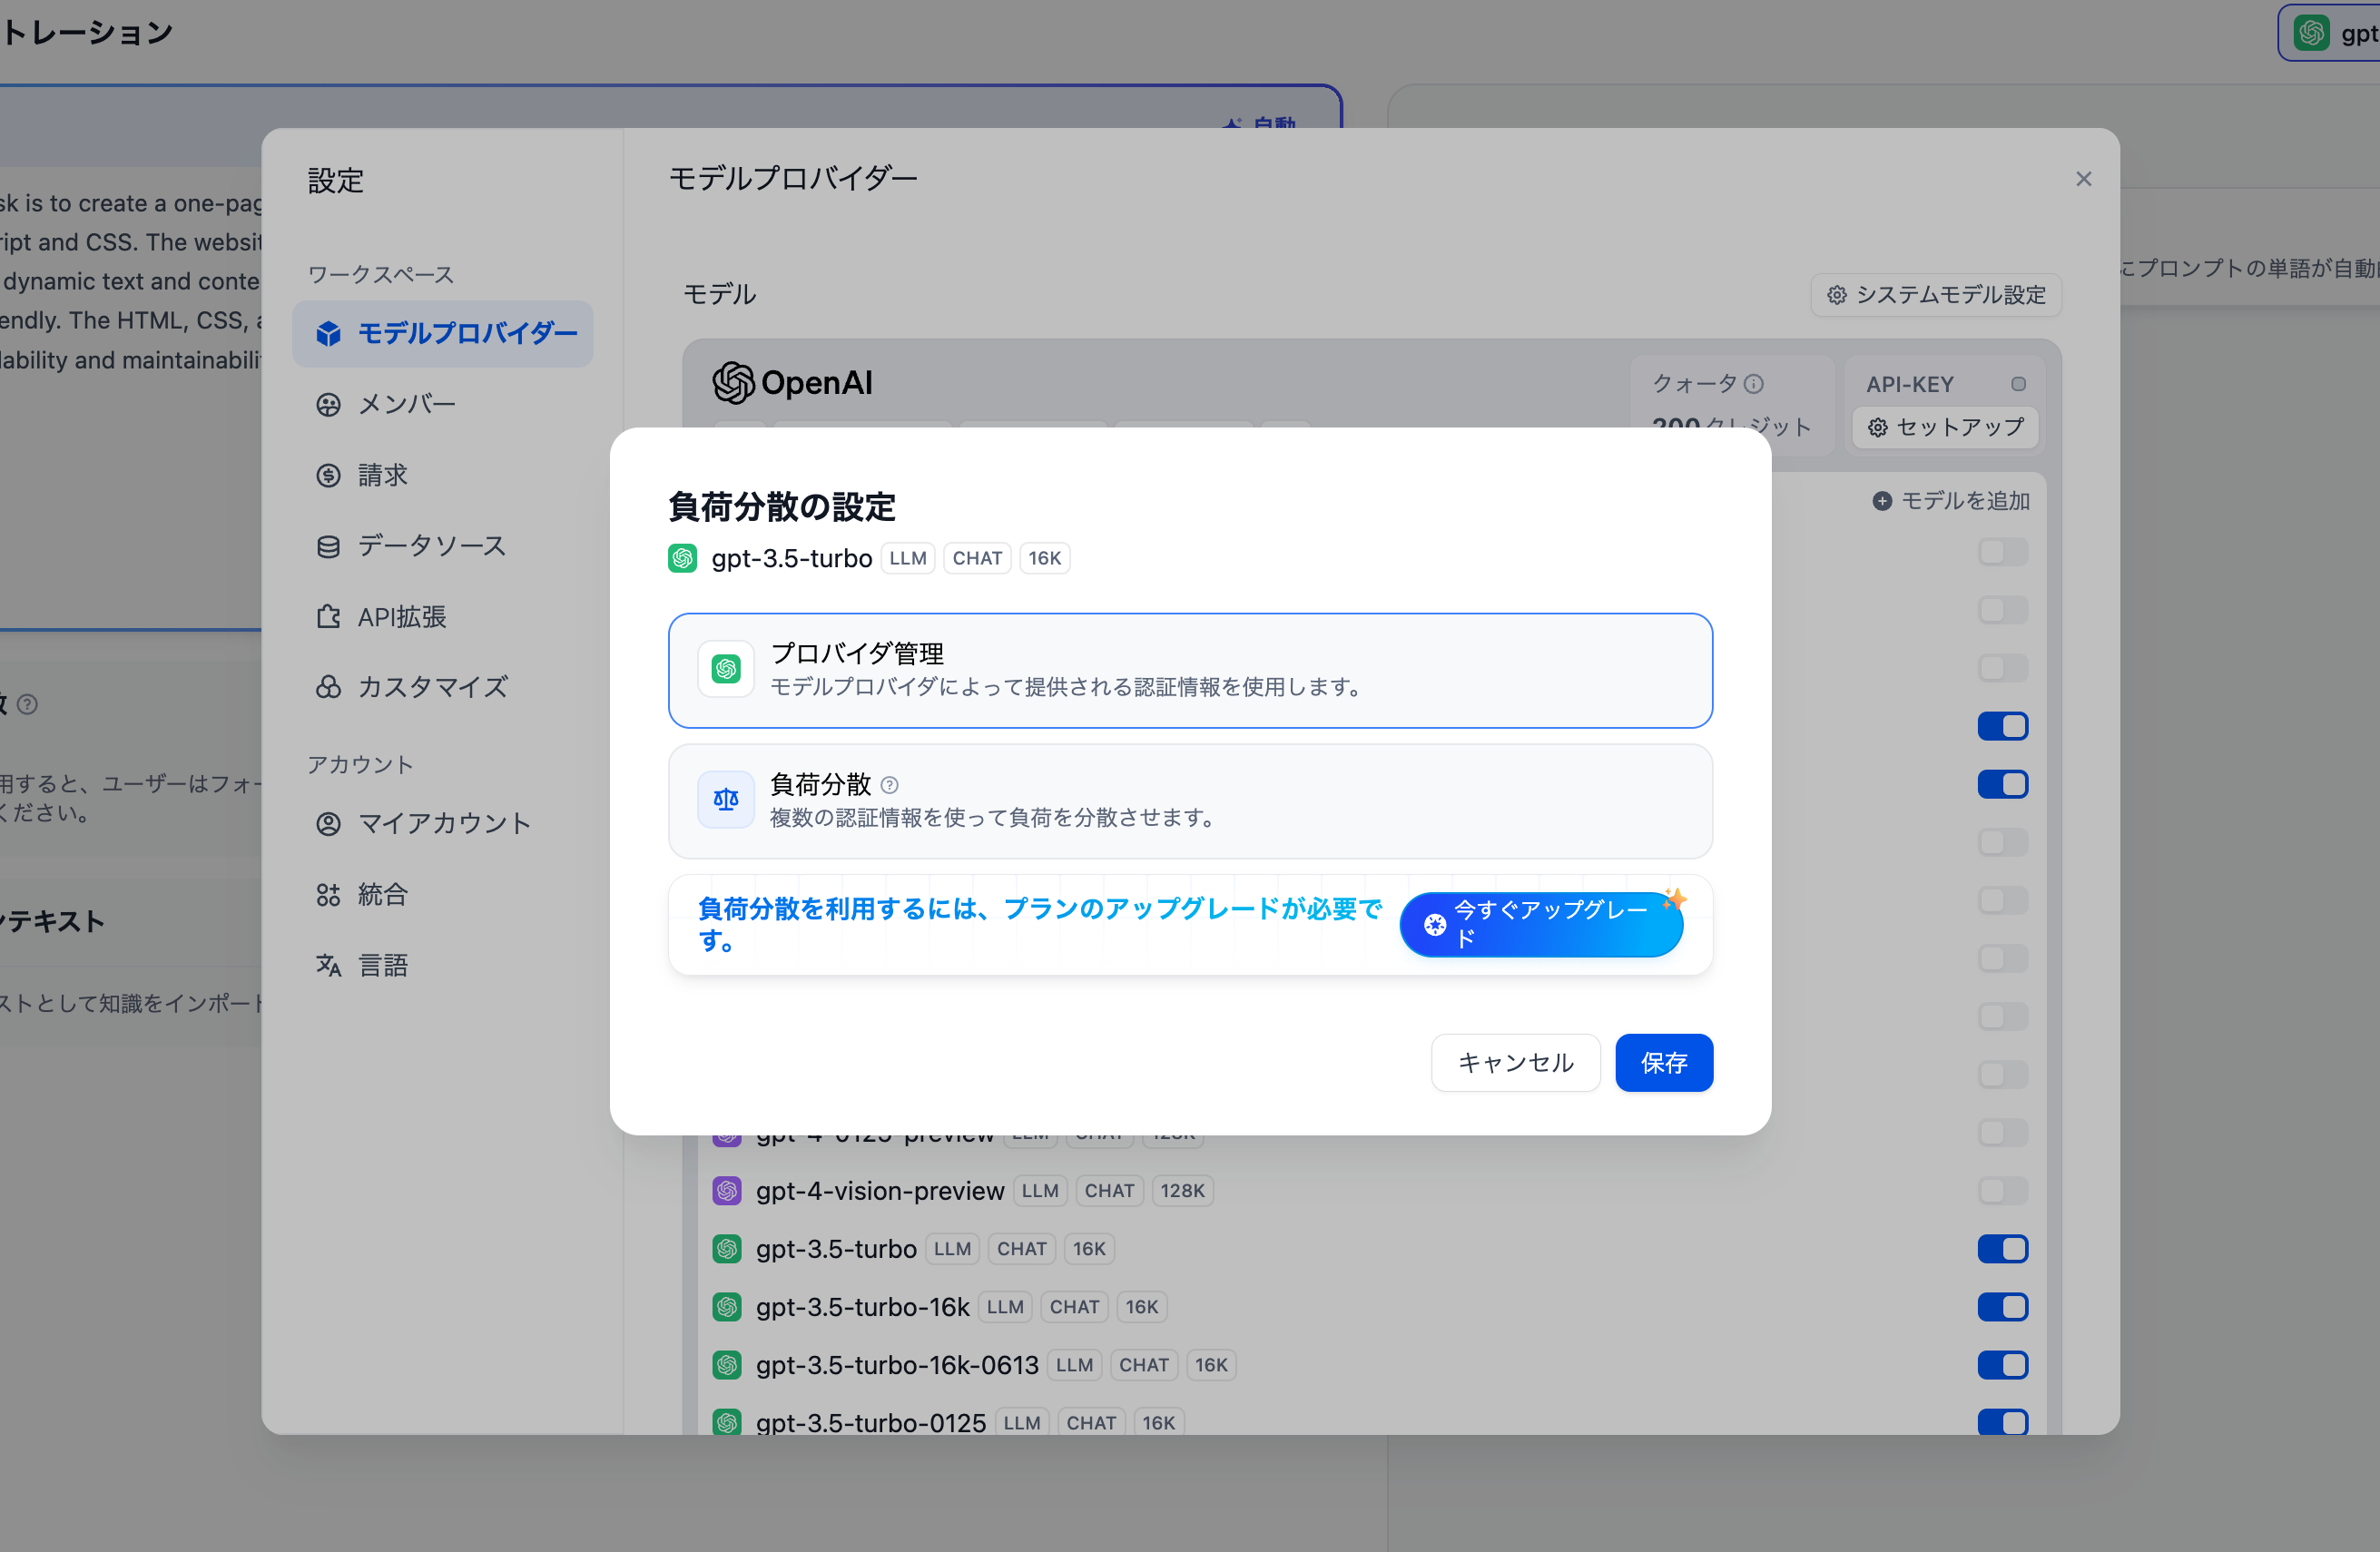 トレーション
gpt
自動
sk is to create a one-pag
ript and CSS. The websit
dynamic text and conte
endly. The HTML, CSS, a
lability and maintainabili
用すると、ユーザーはフォー
ください。
ンテキスト
ストとして知識をインポート
にプロンプトの単語が自動
設定
ワークスペース
モデルプロバイダー
メンバー
請求
データソース
API拡張
カスタマイズ
アカウント
マイアカウント
統合
言語
モデルプロバイダー
モデル
システムモデル設定
OpenAI
クォータ
200 クレジット
API-KEY
セットアップ
モデルを追加
負荷分散の設定
gpt-3.5-turbo LLM CHAT 16K
プロバイダ管理
モデルプロバイダによって提供される認証情報を使用します。
負荷分散
複数の認証情報を使って負荷を分散させます。
負荷分散を利用するには、プランのアップグレードが必要で
す。
今すぐアップグレー
ド
キャンセル
保存
gpt-4-0125-preview LLM CHAT 128K
gpt-4-vision-preview LLM CHAT 128K
gpt-3.5-turbo LLM CHAT 16K
gpt-3.5-turbo-16k LLM CHAT 16K
gpt-3.5-turbo-16k-0613 LLM CHAT 16K
gpt-3.5-turbo-0125 LLM CHAT 16K